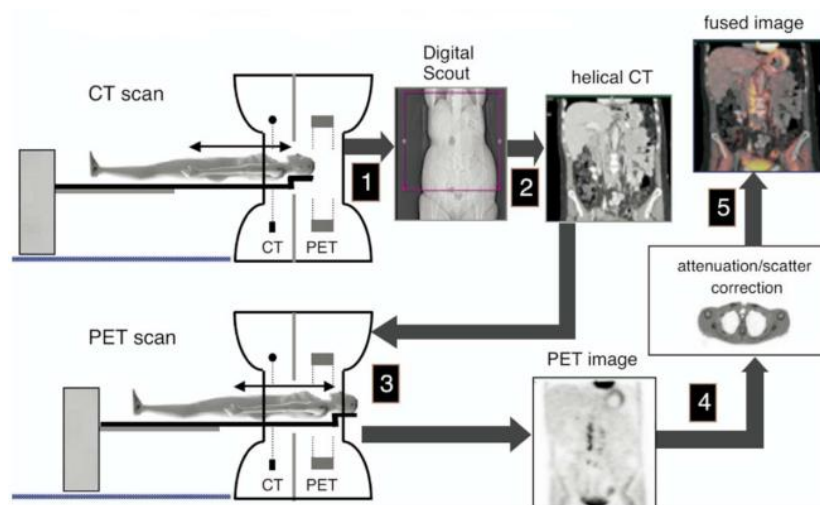 fused image
Digital
Scout
helical CT
CT scan
1
2
5
CT
PET
attenuation/scatter
correction
PET scan
3
PET image
4
CT
PET